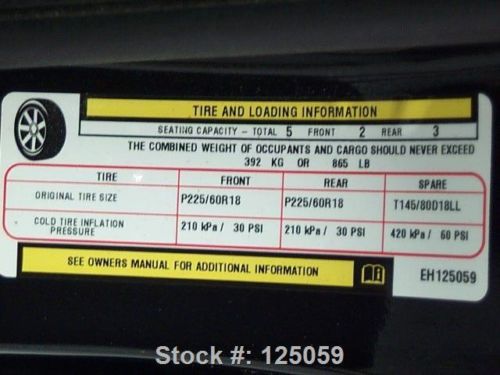 TIRE AND LOADING INFORMATION
SEATING CAPACITY - TOTAL 5 FRONT 2 REAR 3
THE COMBINED WEIGHT OF OCCUPANTS AND CARGO SHOULD NEVER EXCEED
392 KG OR 865 LB
TIRE FRONT REAR SPARE
ORIGINAL TIRE SIZE P225/60R18 P225/60R18 T145/80D18LL
COLD TIRE INFLATION PRESSURE 210 kPa / 30 PSI 210 kPa / 30 PSI 420 kPa / 60 PSI
SEE OWNERS MANUAL FOR ADDITIONAL INFORMATION
EH125059
Stock #: 125059